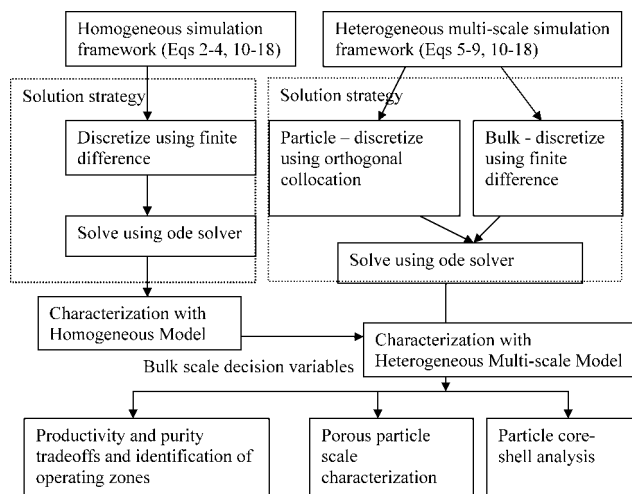 Homogeneous simulation
framework (Eqs 2-4, 10-18)
Heterogeneous multi-scale simulation
framework (Eqs 5-9, 10-18)
Solution strategy
Discretize using finite
difference
Solve using ode solver
Solution strategy
Particle – discretize
using orthogonal
collocation
Bulk - discretize
using finite
difference
Solve using ode solver
Characterization with
Homogeneous Model
Characterization with
Heterogeneous Multi-scale Model
Bulk scale decision variables
Productivity and purity
tradeoffs and identification of
operating zones
Porous particle
scale
characterization
Particle core-
shell analysis